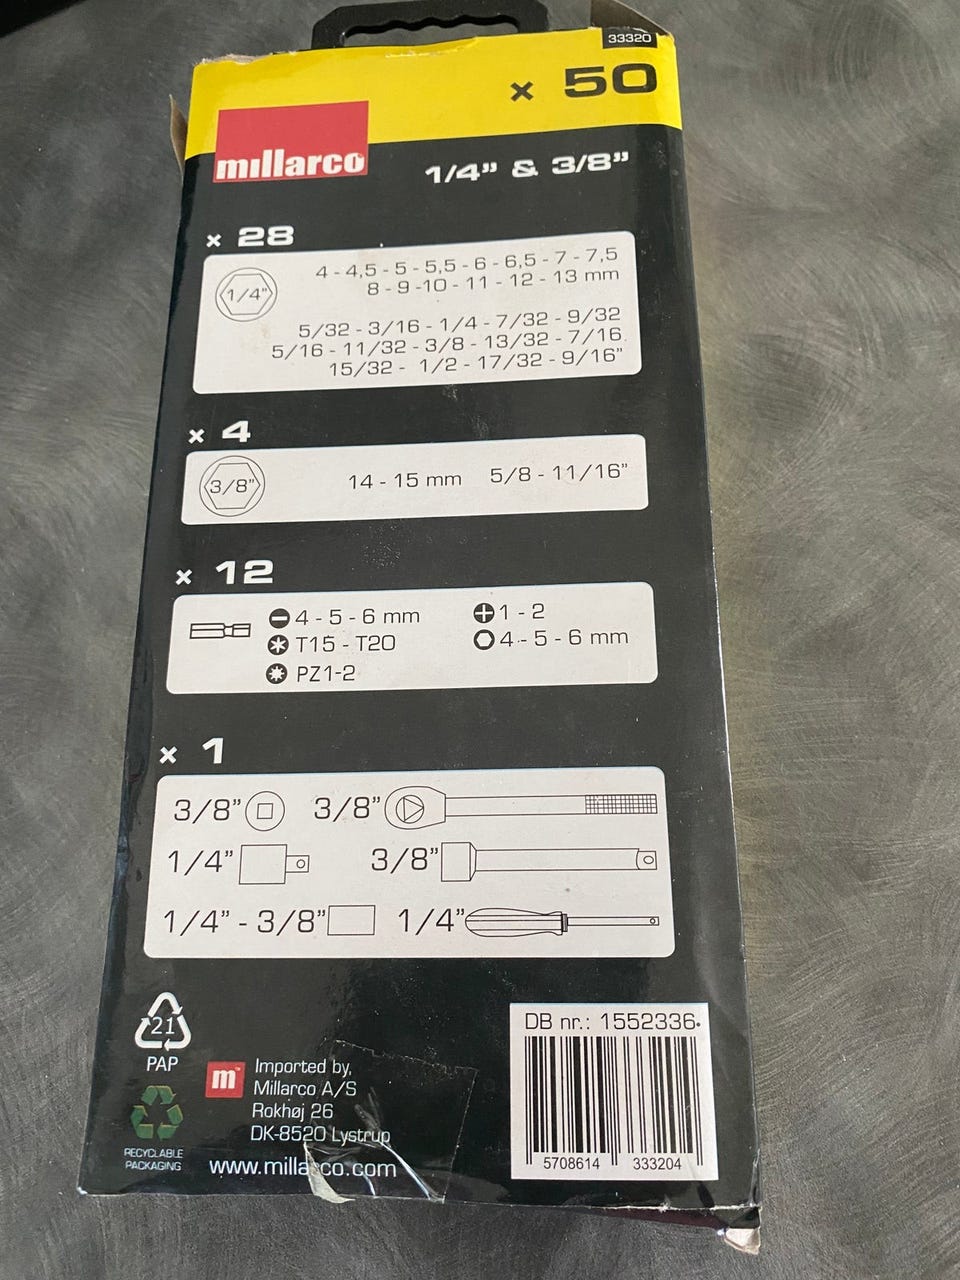 33320
× 50
millarco
1/4" & 3/8"
× 28
1/4"
4 - 4,5 - 5 - 5,5 - 6 - 6,5 - 7 - 7,5
8 - 9 -10 - 11 - 12 - 13 mm
5/32 - 3/16 - 1/4 - 7/32 - 9/32
5/16 - 11/32 - 3/8 - 13/32 - 7/16
15/32 - 1/2 - 17/32 - 9/16"
× 4
3/8"
14 - 15 mm 5/8 - 11/16"
× 12
4 - 5 - 6 mm 1 - 2
T15 - T20 4 - 5 - 6 mm
PZ1-2
× 1
3/8" 3/8"
1/4" 3/8"
1/4" - 3/8" 1/4"
21
PAP
RECYCLABLE
PACKAGING
m
Imported by,
Millarco A/S
Rokhøj 26
DK-8520 Lystrup
www.millarco.com
DB nr.: 1552336
5708614 333204